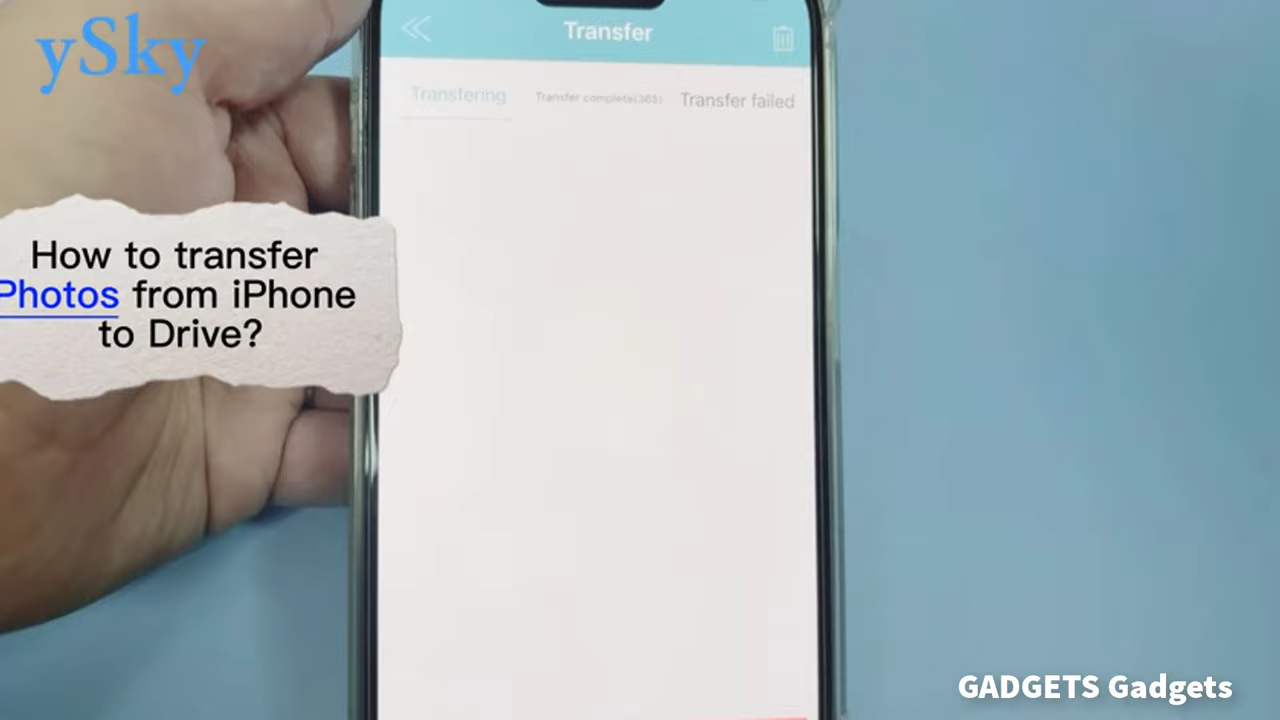 ySky
Transfer
Transfering
Transfer complete(365)
Transfer failed
How to transfer
Photos from iPhone
to Drive?
GADGETS Gadgets